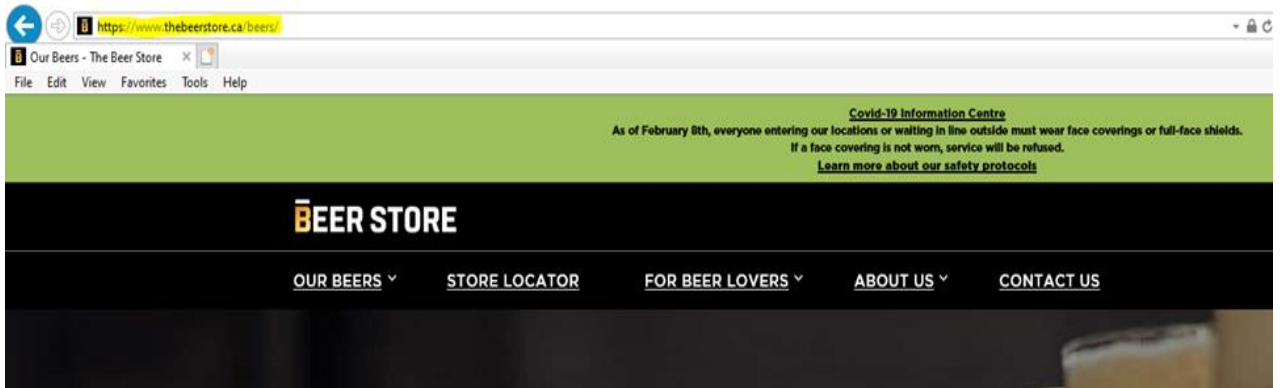 https://www.thebeerstore.ca/beers/
Our Beers - The Beer Store
File Edit View Favorites Tools Help
Covid-19 Information Centre
As of February 8th, everyone entering our locations or waiting in line outside must wear face coverings or full-face shields.
If a face covering is not worn, service will be refused.
Learn more about our safety protocols
BEER STORE
OUR BEERS STORE LOCATOR FOR BEER LOVERS ABOUT US CONTACT US